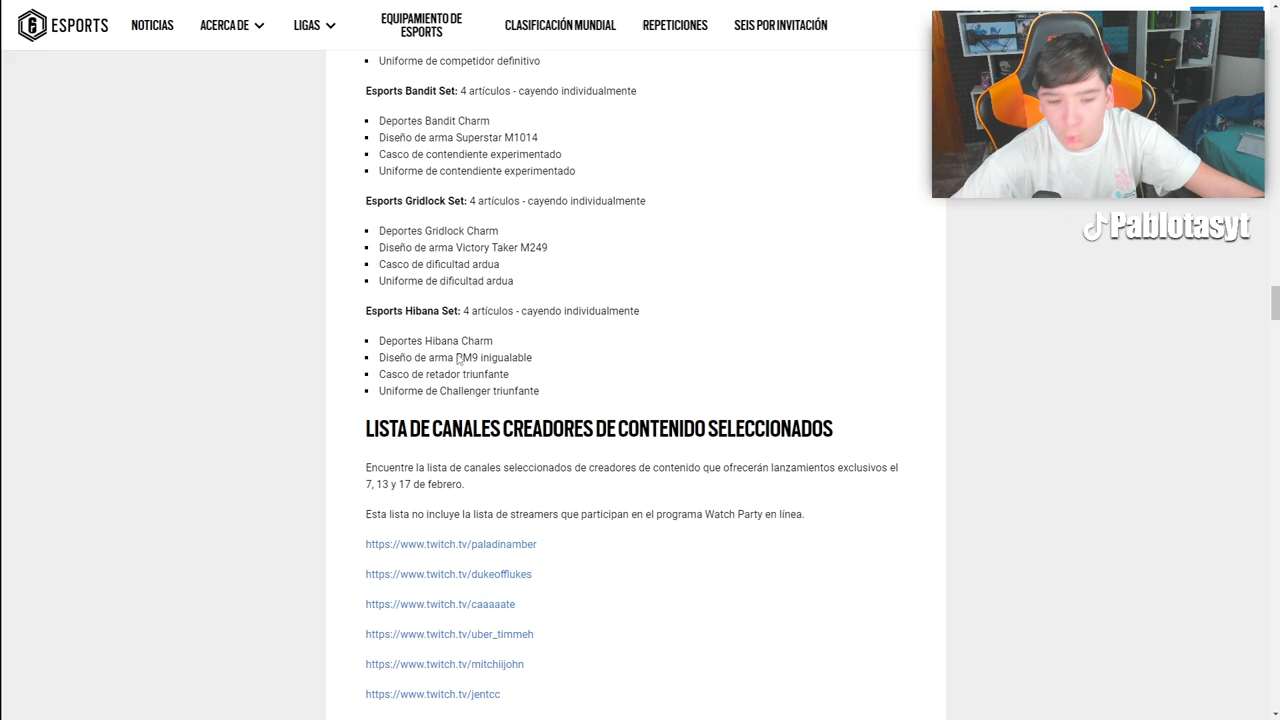 ESPORTS
NOTICIAS
ACERCA DE
LIGAS
EQUIPAMIENTO DE
ESPORTS
CLASIFICACIÓN MUNDIAL
REPETICIONES
SEIS POR INVITACIÓN
Uniforme de competidor definitivo
Esports Bandit Set: 4 artículos - cayendo individualmente
Deportes Bandit Charm
Diseño de arma Superstar M1014
Casco de contendiente experimentado
Uniforme de contendiente experimentado
Esports Gridlock Set: 4 artículos - cayendo individualmente
Deportes Gridlock Charm
Diseño de arma Victory Taker M249
Casco de dificultad ardua
Uniforme de dificultad ardua
Esports Hibana Set: 4 artículos - cayendo individualmente
Deportes Hibana Charm
Diseño de arma BM9 inigualable
Casco de retador triunfante
Uniforme de Challenger triunfante
LISTA DE CANALES CREADORES DE CONTENIDO SELECCIONADOS
Encuentre la lista de canales seleccionados de creadores de contenido que ofrecerán lanzamientos exclusivos el
7, 13 y 17 de febrero.
Esta lista no incluye la lista de streamers que participan en el programa Watch Party en línea.
https://www.twitch.tv/paladinamber
https://www.twitch.tv/dukeofflukes
https://www.twitch.tv/caaaaate
https://www.twitch.tv/uber_timmeh
https://www.twitch.tv/mitchiijohn
https://www.twitch.tv/jentcc
Pablotasyt